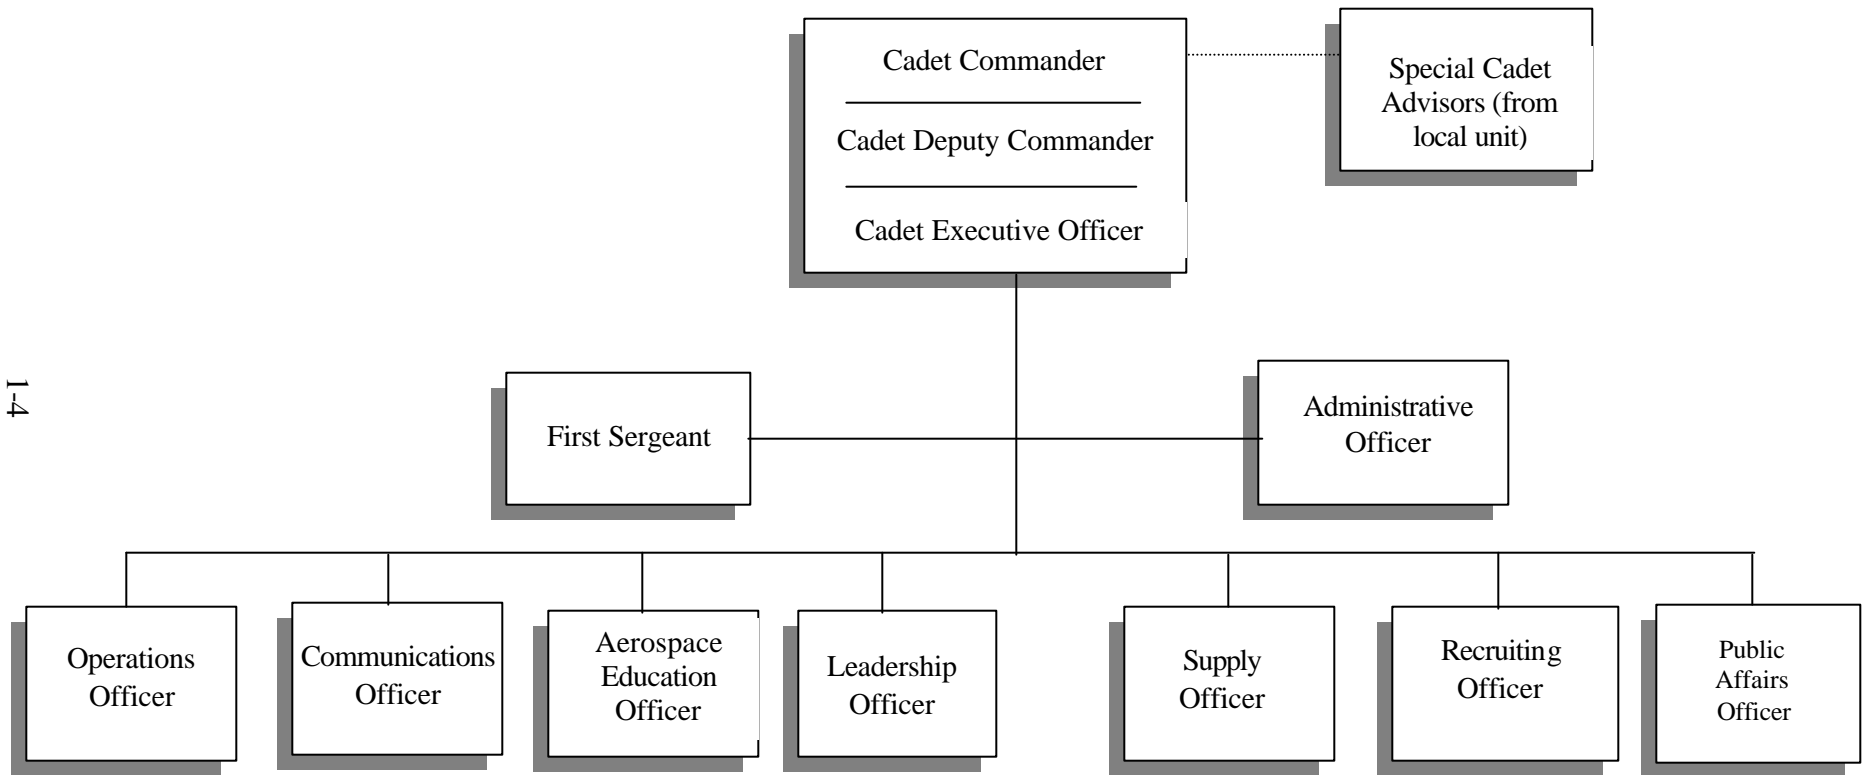 Cadet Commander
Cadet Deputy Commander
Cadet Executive Officer
Special Cadet
Advisors (from
local unit)
1-4
First Sergeant
Administrative
Officer
Operations
Officer
Communications
Officer
Aerospace
Education
Officer
Leadership
Officer
Supply
Officer
Recruiting
Officer
Public
Affairs
Officer